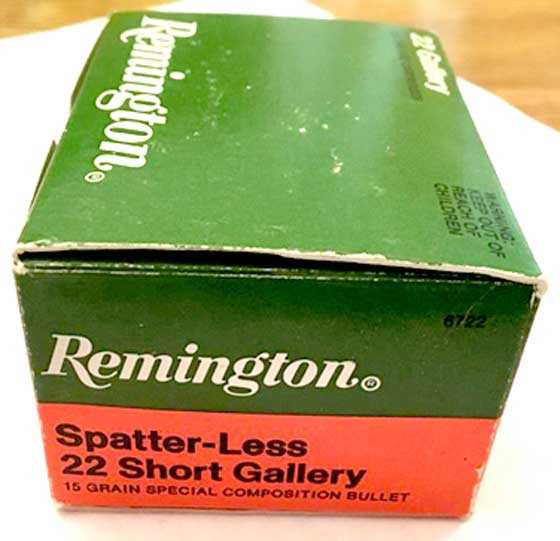 Remington®
22 Gallery
WARNING:
KEEP OUT OF
REACH OF
CHILDREN
6722
Remington®
Spatter-Less
22 Short Gallery
15 GRAIN SPECIAL COMPOSITION BULLET